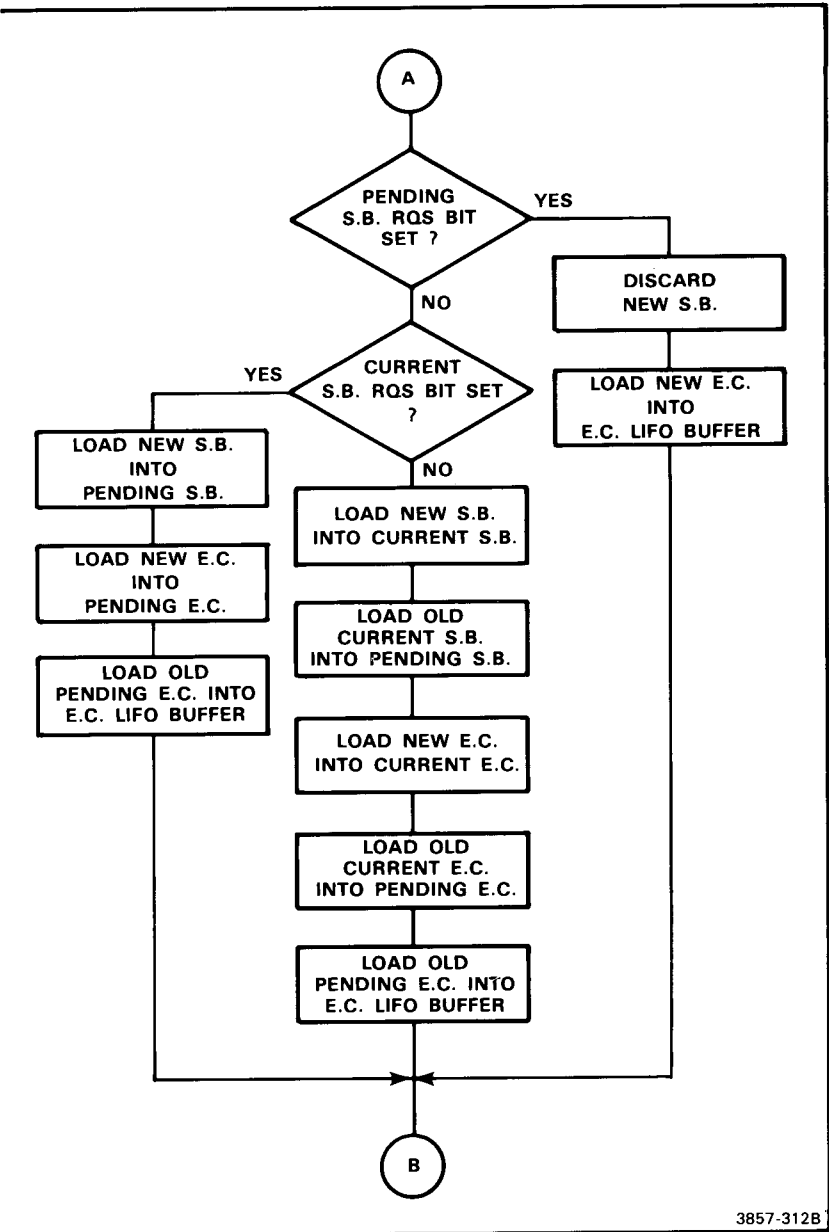 A
PENDING
S.B. RQS BIT
SET ?
YES
NO
DISCARD
NEW S.B.
LOAD NEW E.C.
INTO
E.C. LIFO BUFFER
CURRENT
S.B. RQS BIT SET
?
YES
NO
LOAD NEW S.B.
INTO
PENDING S.B.
LOAD NEW E.C.
INTO
PENDING E.C.
LOAD OLD
PENDING E.C. INTO
E.C. LIFO BUFFER
LOAD NEW S.B.
INTO CURRENT S.B.
LOAD OLD
CURRENT S.B.
INTO PENDING S.B.
LOAD NEW E.C.
INTO CURRENT E.C.
LOAD OLD
CURRENT E.C.
INTO PENDING E.C.
LOAD OLD
PENDING E.C. INTO
E.C. LIFO BUFFER
B
3857-312B